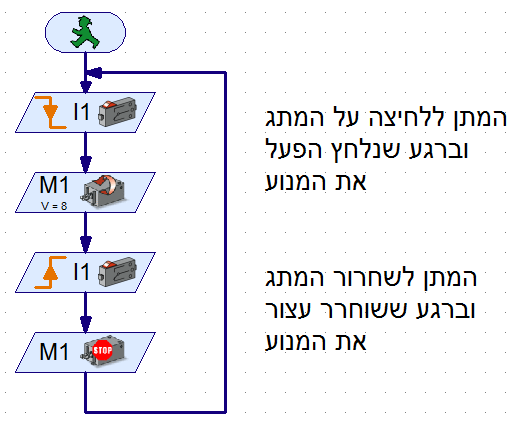 I1
המתן ללחיצה על המתג
וברגע שנלחץ הפעל
את המנוע
M1
V = 8
I1
המתן לשחרור המתג
וברגע ששוחרר עצור
את המנוע
M1
STOP